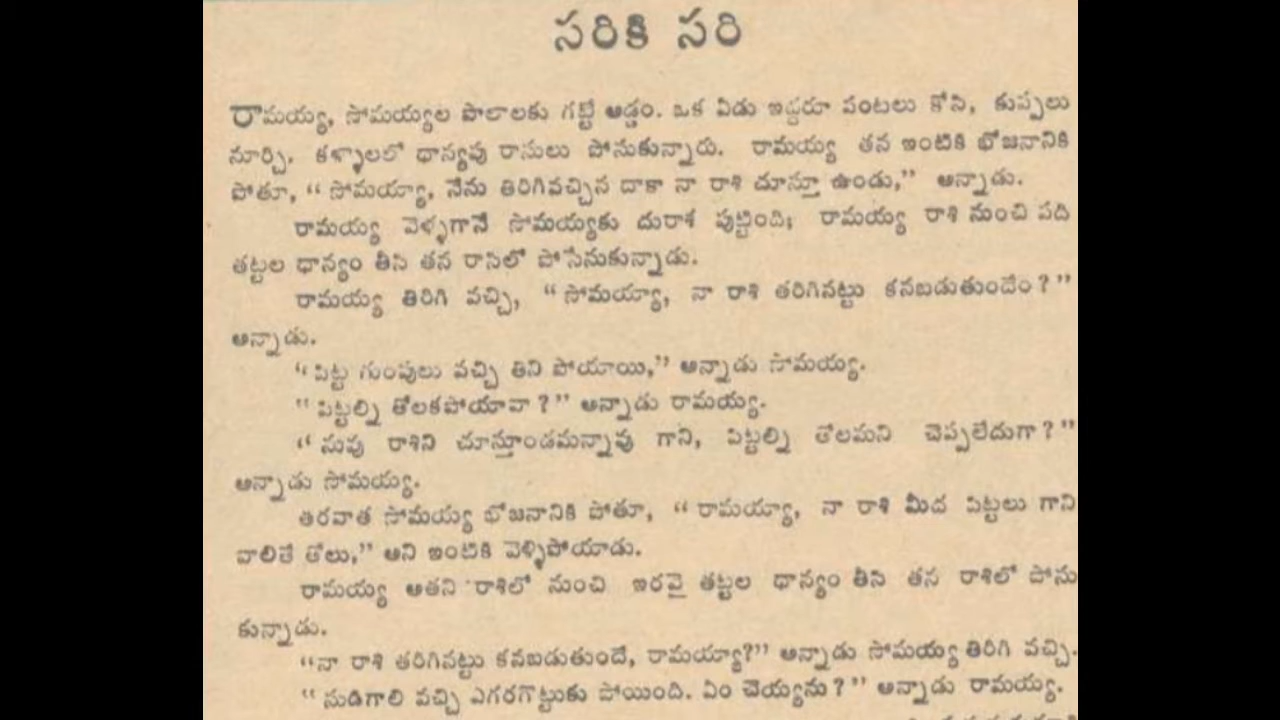 సరికి సరి
రామయ్య, సోమయ్యల పొలాలకు గట్టే అడ్డం. ఒక ఏడు ఇద్దరూ పంటలు కోసి, కుప్పలు
నూర్చి, కళ్ళాలలో ధాన్యపు రాసులు పోసుకున్నారు. రామయ్య తన ఇంటికి భోజనానికి
పోతూ, “ సోమయ్యా, నేను తిరిగివచ్చిన దాకా నా రాశి చూస్తూ ఉండు,” అన్నాడు.
రామయ్య వెళ్ళగానే సోమయ్యకు దురాశ పుట్టింది; రామయ్య రాశి నుంచి పది
తట్టల ధాన్యం తీసి తన రాసిలో పోసేసుకున్నాడు.
రామయ్య తిరిగి వచ్చి, “ సోమయ్యా, నా రాశి తరిగినట్టు కనబడుతుందేం ? ”
అన్నాడు.
“ పిట్ట గుంపులు వచ్చి తిని పోయాయి,” అన్నాడు సోమయ్య.
“ పిట్టల్ని తోలకపోయావా ? ” అన్నాడు రామయ్య.
“ నువు రాశిని చూస్తూండమన్నావు గాని, పిట్టల్ని తోలమని చెప్పలేదుగా ? ”
అన్నాడు సోమయ్య.
తరవాత సోమయ్య భోజనానికి పోతూ, “ రామయ్యా, నా రాశి మీద పిట్టలు గాని
వాలితే తోలు,” అని ఇంటికి వెళ్ళిపోయాడు.
రామయ్య అతని రాశిలో నుంచి ఇరవై తట్టల ధాన్యం తీసి తన రాశిలో పోసు
కున్నాడు.
“నా రాశి తరిగినట్టు కనబడుతుందే, రామయ్యా?” అన్నాడు సోమయ్య తిరిగి వచ్చి.
“ సుడిగాలి వచ్చి ఎగరగొట్టుకు పోయింది. ఏం చెయ్యను ? ” అన్నాడు రామయ్య.